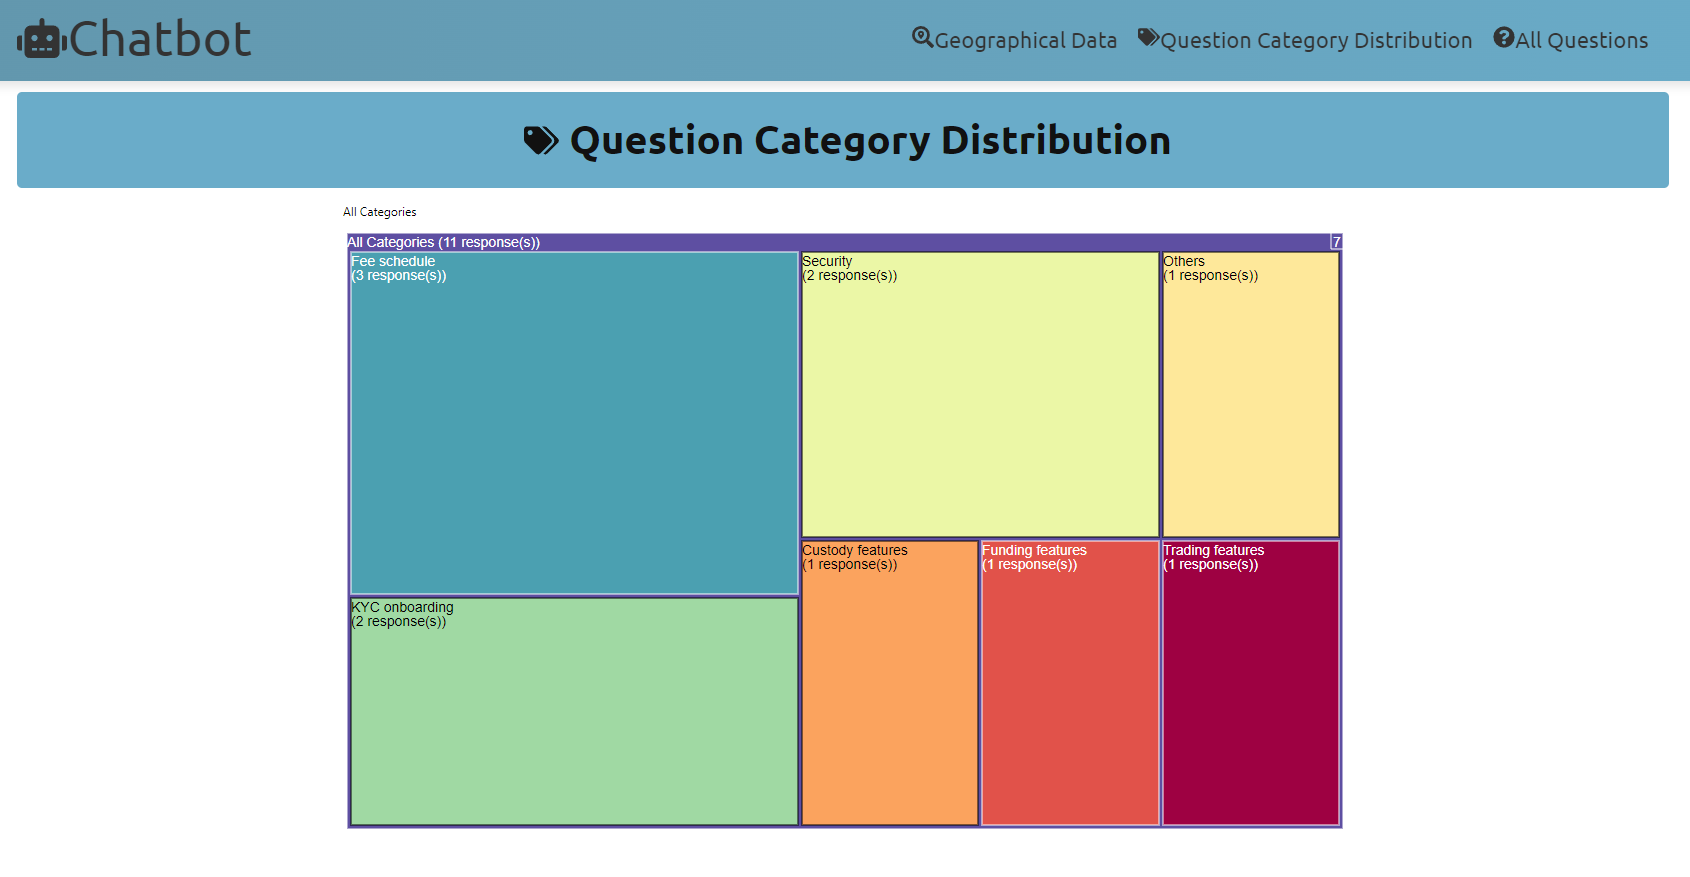 Chatbot
Geographical Data
Question Category Distribution
All Questions
Question Category Distribution
All Categories
All Categories (11 response(s))
7
Fee schedule
(3 response(s))
Security
(2 response(s))
Others
(1 response(s))
KYC onboarding
(2 response(s))
Custody features
(1 response(s))
Funding features
(1 response(s))
Trading features
(1 response(s))